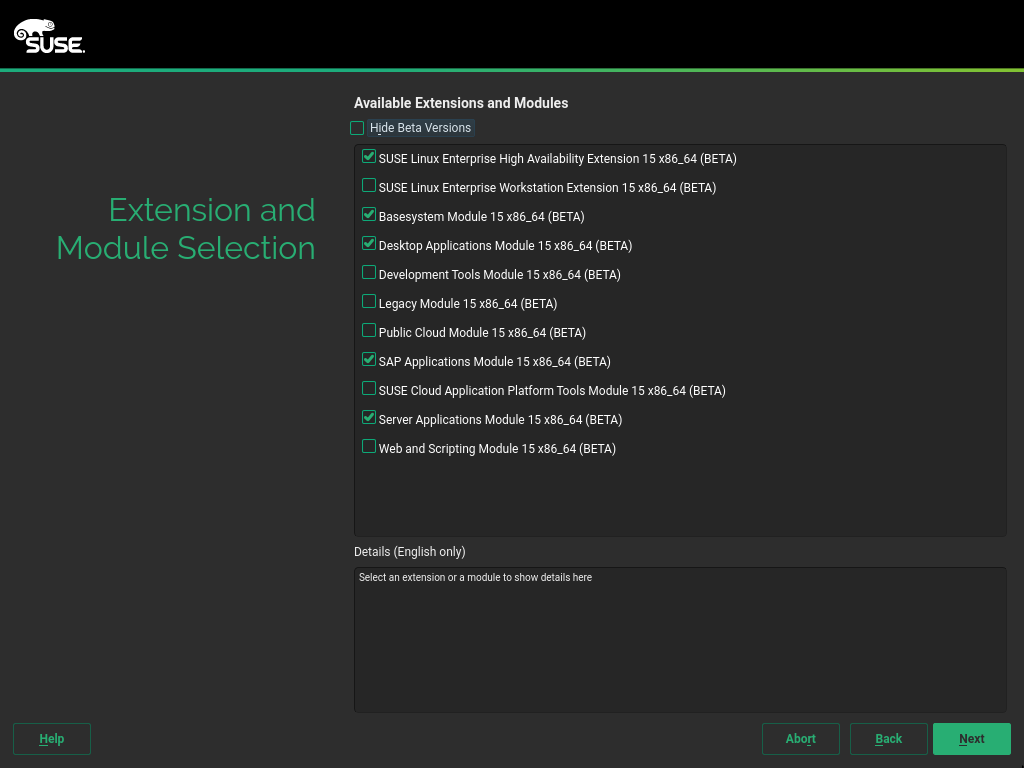 SUSE.
Extension and
Module Selection
Available Extensions and Modules
Hide Beta Versions
SUSE Linux Enterprise High Availability Extension 15 x86_64 (BETA)
SUSE Linux Enterprise Workstation Extension 15 x86_64 (BETA)
Basesystem Module 15 x86_64 (BETA)
Desktop Applications Module 15 x86_64 (BETA)
Development Tools Module 15 x86_64 (BETA)
Legacy Module 15 x86_64 (BETA)
Public Cloud Module 15 x86_64 (BETA)
SAP Applications Module 15 x86_64 (BETA)
SUSE Cloud Application Platform Tools Module 15 x86_64 (BETA)
Server Applications Module 15 x86_64 (BETA)
Web and Scripting Module 15 x86_64 (BETA)
Details (English only)
Select an extension or a module to show details here
Help
Abort
Back
Next